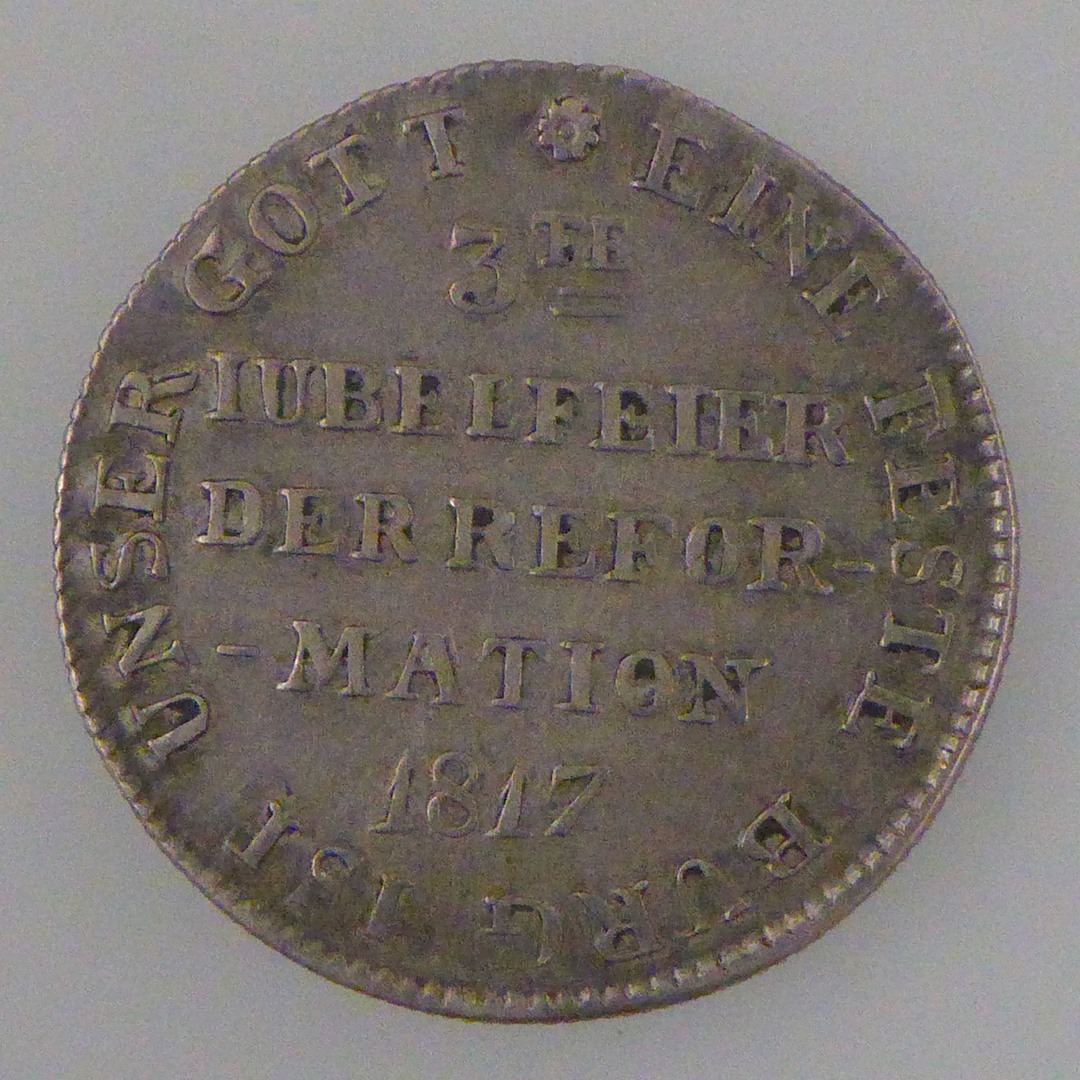 EINE FESTE BURG IST UNSER GOTT
3TE
IUBELFEIER
DER REFOR-
-MATION
1817